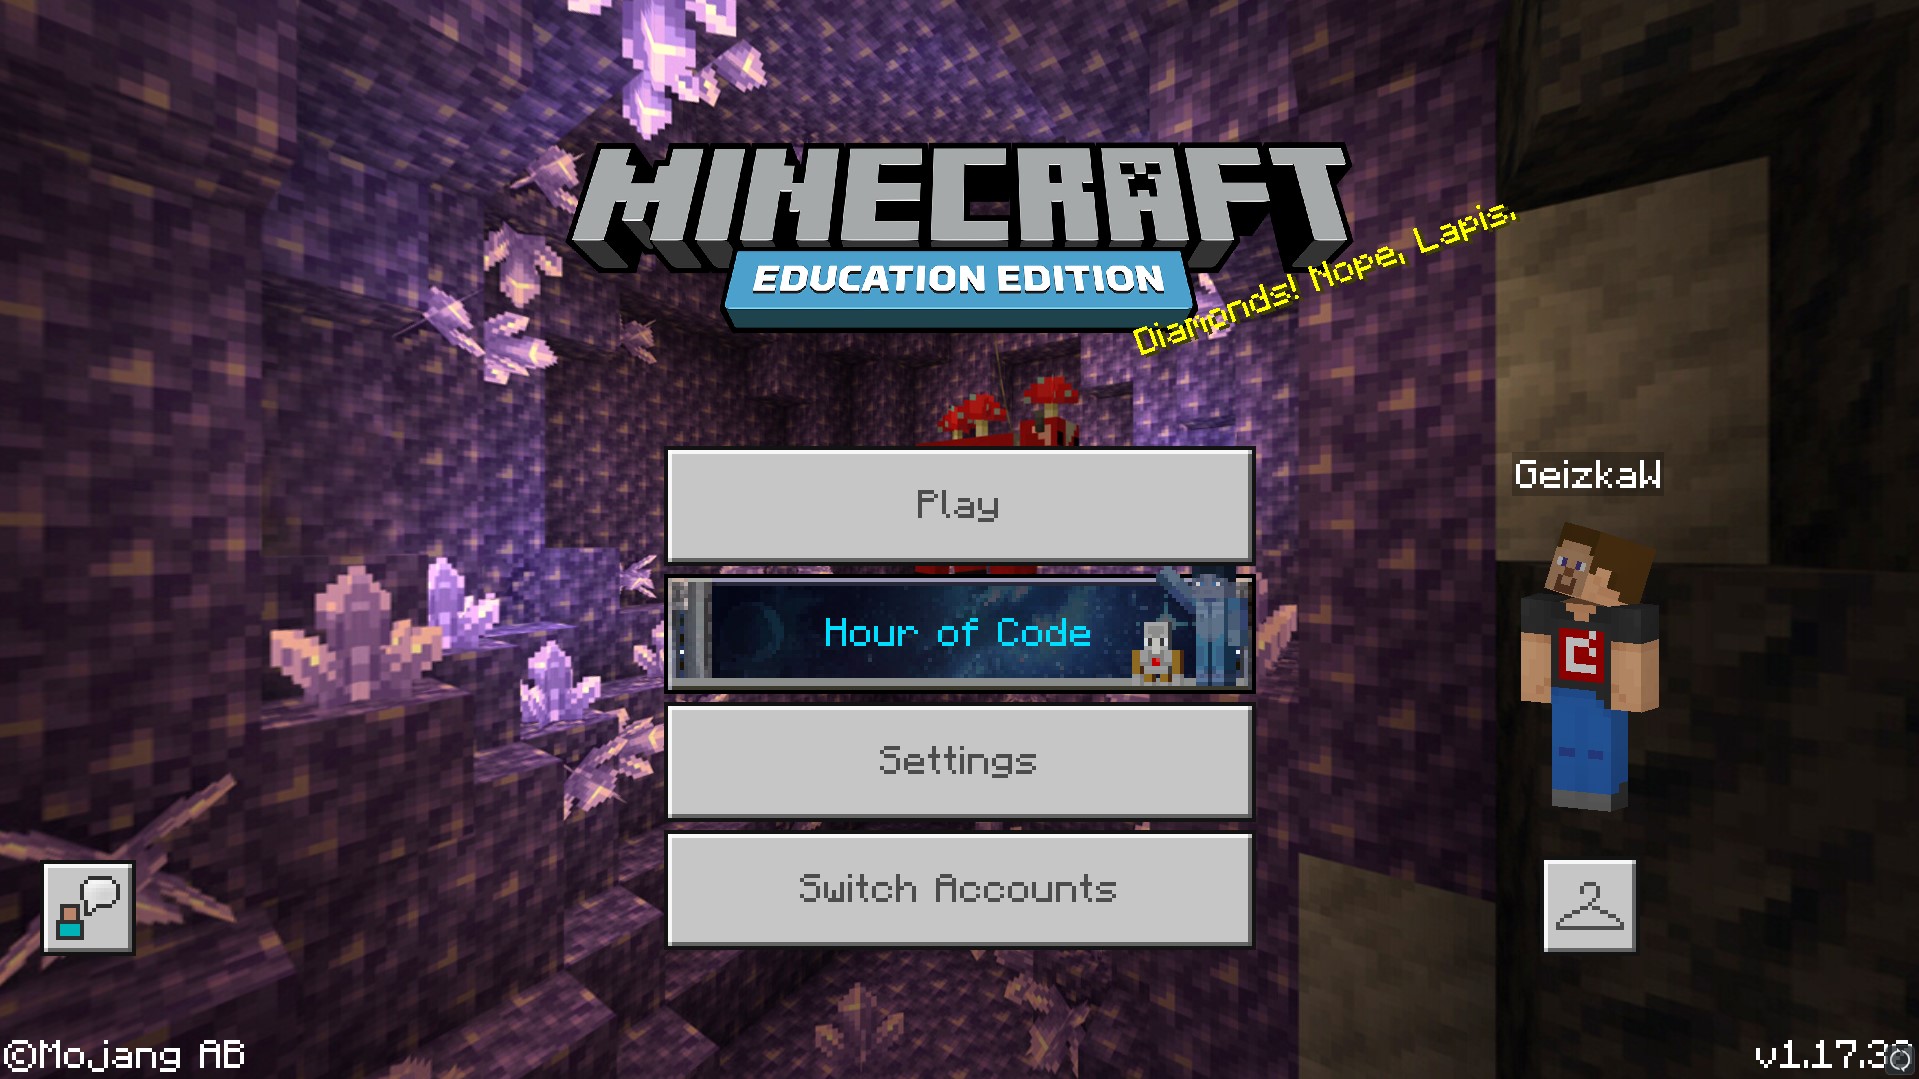 MINECRAFT
EDUCATION EDITION
Diamonds! Nope, Lapis.
Play
GeizkaW
Hour of Code
Settings
Switch Accounts
©Mojang AB